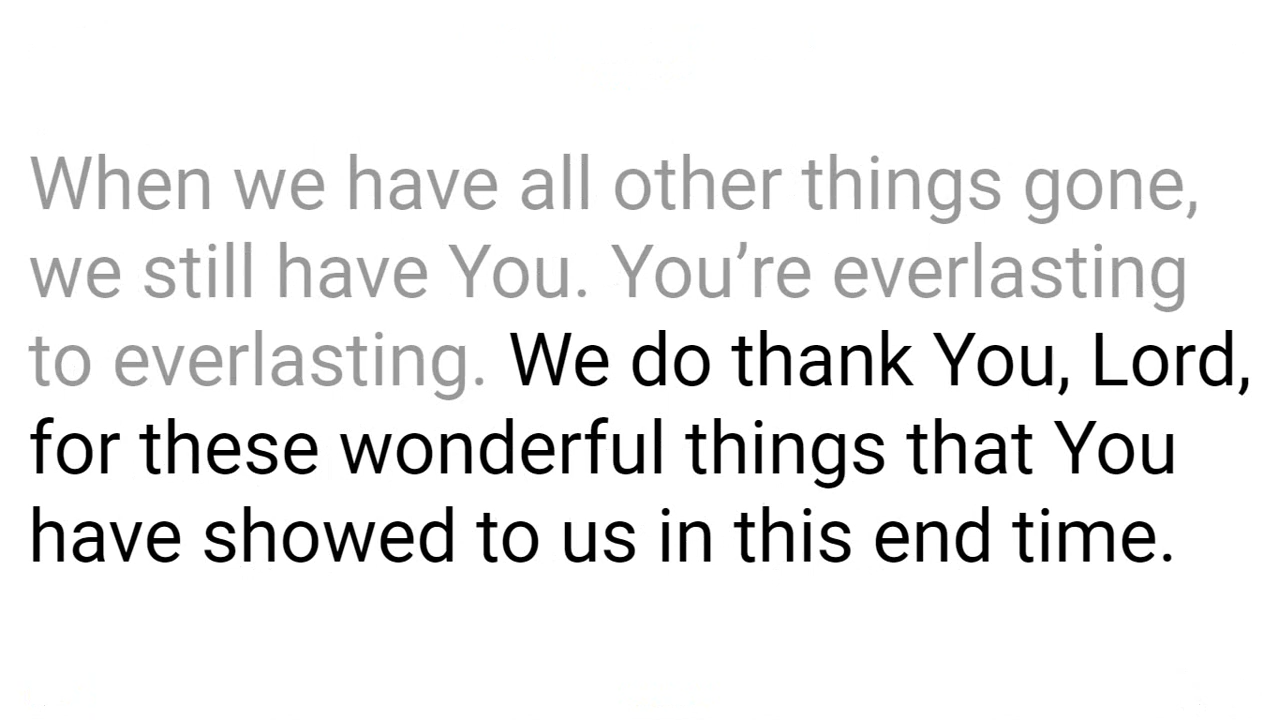 When we have all other things gone,
we still have You. You’re everlasting
to everlasting. We do thank You, Lord,
for these wonderful things that You
have showed to us in this end time.